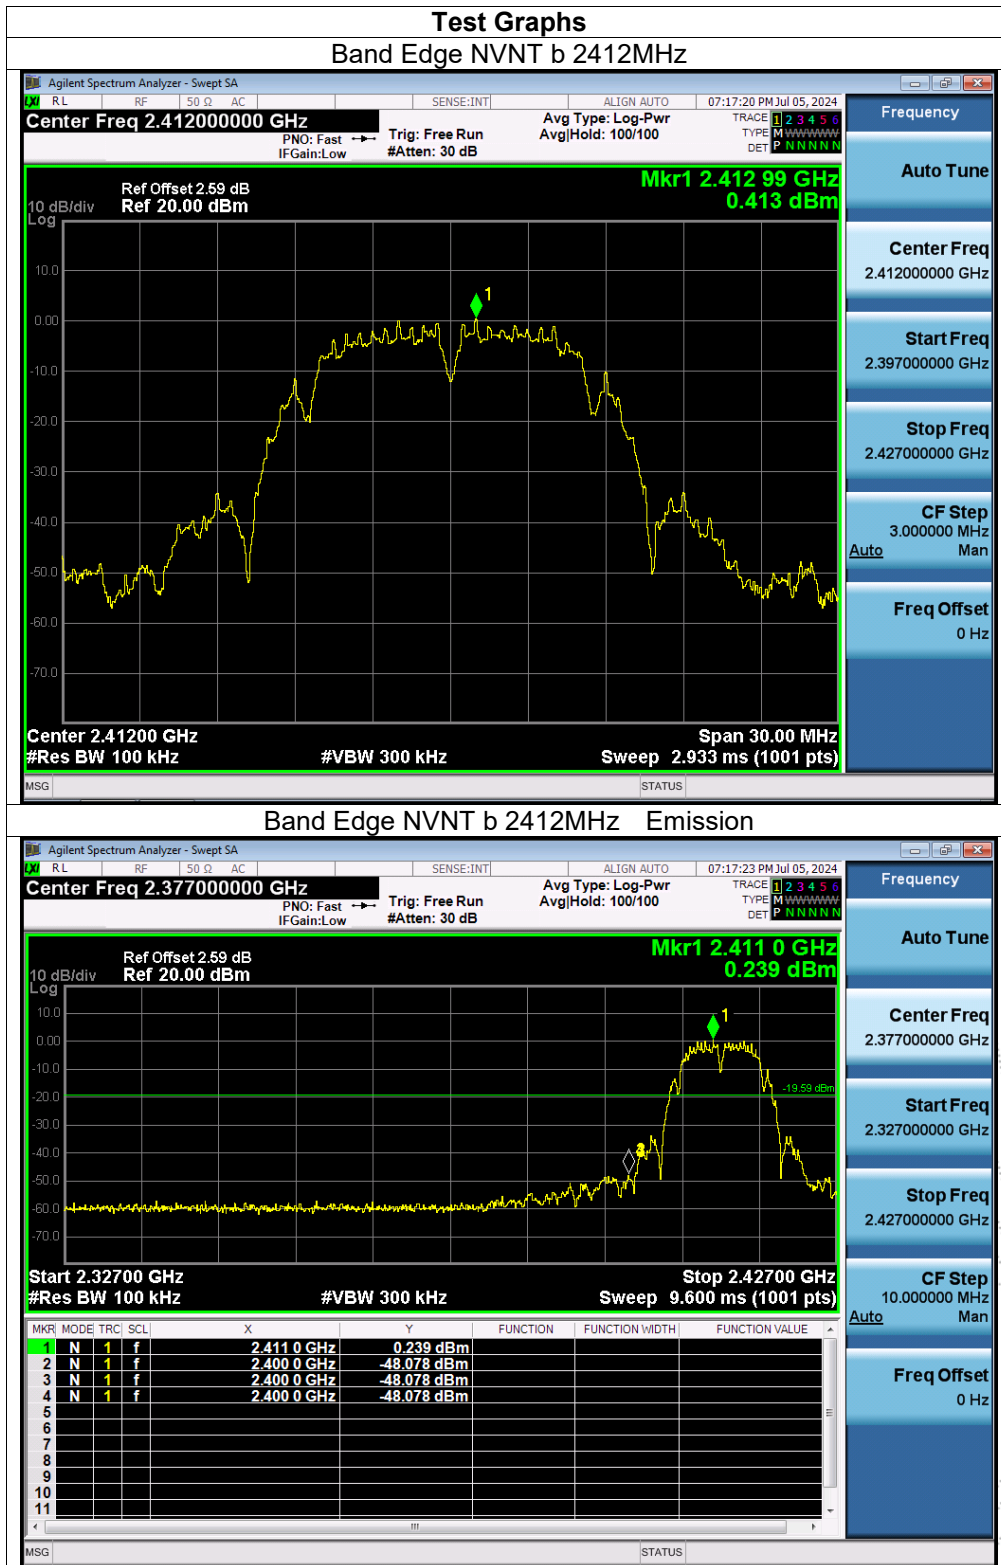 Test Graphs
Band Edge NVNT b 2412MHz
Agilent Spectrum Analyzer - Swept SA
LXI RL RF 50 Ω AC SENSE:INT ALIGN AUTO 07:17:20 PM Jul 05, 2024
Center Freq 2.412000000 GHz
PNO: Fast
IFGain:Low
Trig: Free Run
#Atten: 30 dB
Avg Type: Log-Pwr
Avg|Hold: 100/100
TRACE 1 2 3 4 5 6
TYPE M WWWWW
DET P N N N N N
Ref Offset 2.59 dB
10 dB/div Ref 20.00 dBm
Log
Mkr1 2.412 99 GHz
0.413 dBm
10.0
0.00
-10.0
-20.0
-30.0
-40.0
-50.0
-60.0
-70.0
1
Center 2.41200 GHz Span 30.00 MHz
#Res BW 100 kHz #VBW 300 kHz Sweep 2.933 ms (1001 pts)
MSG STATUS
Frequency
Auto Tune
Center Freq
2.412000000 GHz
Start Freq
2.397000000 GHz
Stop Freq
2.427000000 GHz
CF Step
3.000000 MHz
Auto Man
Freq Offset
0 Hz
Band Edge NVNT b 2412MHz Emission
Agilent Spectrum Analyzer - Swept SA
LXI RL RF 50 Ω AC SENSE:INT ALIGN AUTO 07:17:23 PM Jul 05, 2024
Center Freq 2.377000000 GHz
PNO: Fast
IFGain:Low
Trig: Free Run
#Atten: 30 dB
Avg Type: Log-Pwr
Avg|Hold: 100/100
TRACE 1 2 3 4 5 6
TYPE M WWWWW
DET P N N N N N
Ref Offset 2.59 dB
10 dB/div Ref 20.00 dBm
Log
Mkr1 2.411 0 GHz
0.239 dBm
10.0
0.00
-10.0
-20.0
-30.0
-40.0
-50.0
-60.0
-70.0
1
-19.59 dBm
Start 2.32700 GHz Stop 2.42700 GHz
#Res BW 100 kHz #VBW 300 kHz Sweep 9.600 ms (1001 pts)
MKR MODE TRC SCL X Y FUNCTION FUNCTION WIDTH FUNCTION VALUE
1 N 1 f 2.411 0 GHz 0.239 dBm
2 N 1 f 2.400 0 GHz -48.078 dBm
3 N 1 f 2.400 0 GHz -48.078 dBm
4 N 1 f 2.400 0 GHz -48.078 dBm
5
6
7
8
9
10
11
MSG STATUS
Frequency
Auto Tune
Center Freq
2.377000000 GHz
Start Freq
2.327000000 GHz
Stop Freq
2.427000000 GHz
CF Step
10.000000 MHz
Auto Man
Freq Offset
0 Hz